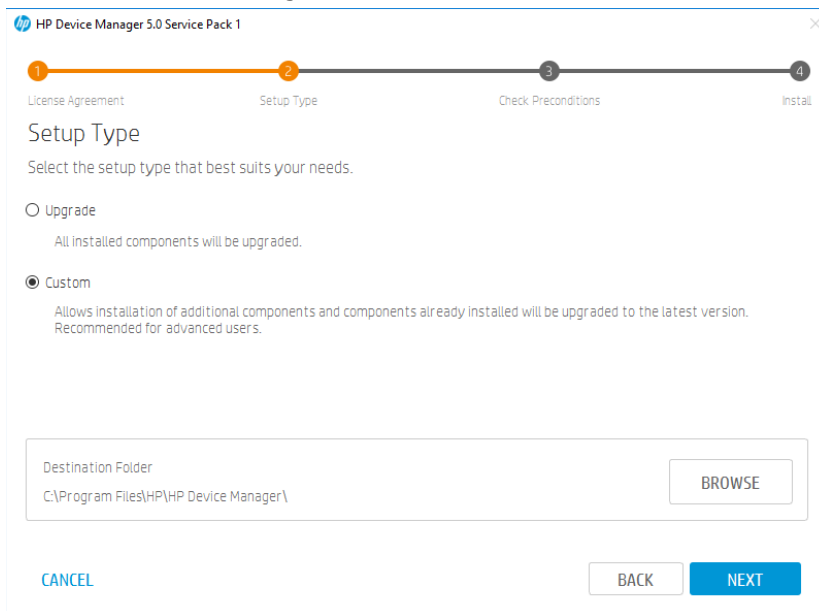 hp HP Device Manager 5.0 Service Pack 1
1 2 3 4
License Agreement Setup Type Check Preconditions Install
Setup Type
Select the setup type that best suits your needs.
Upgrade
All installed components will be upgraded.
Custom
Allows installation of additional components and components already installed will be upgraded to the latest version.
Recommended for advanced users.
Destination Folder
C:\Program Files\HP\HP Device Manager\
BROWSE
CANCEL BACK NEXT